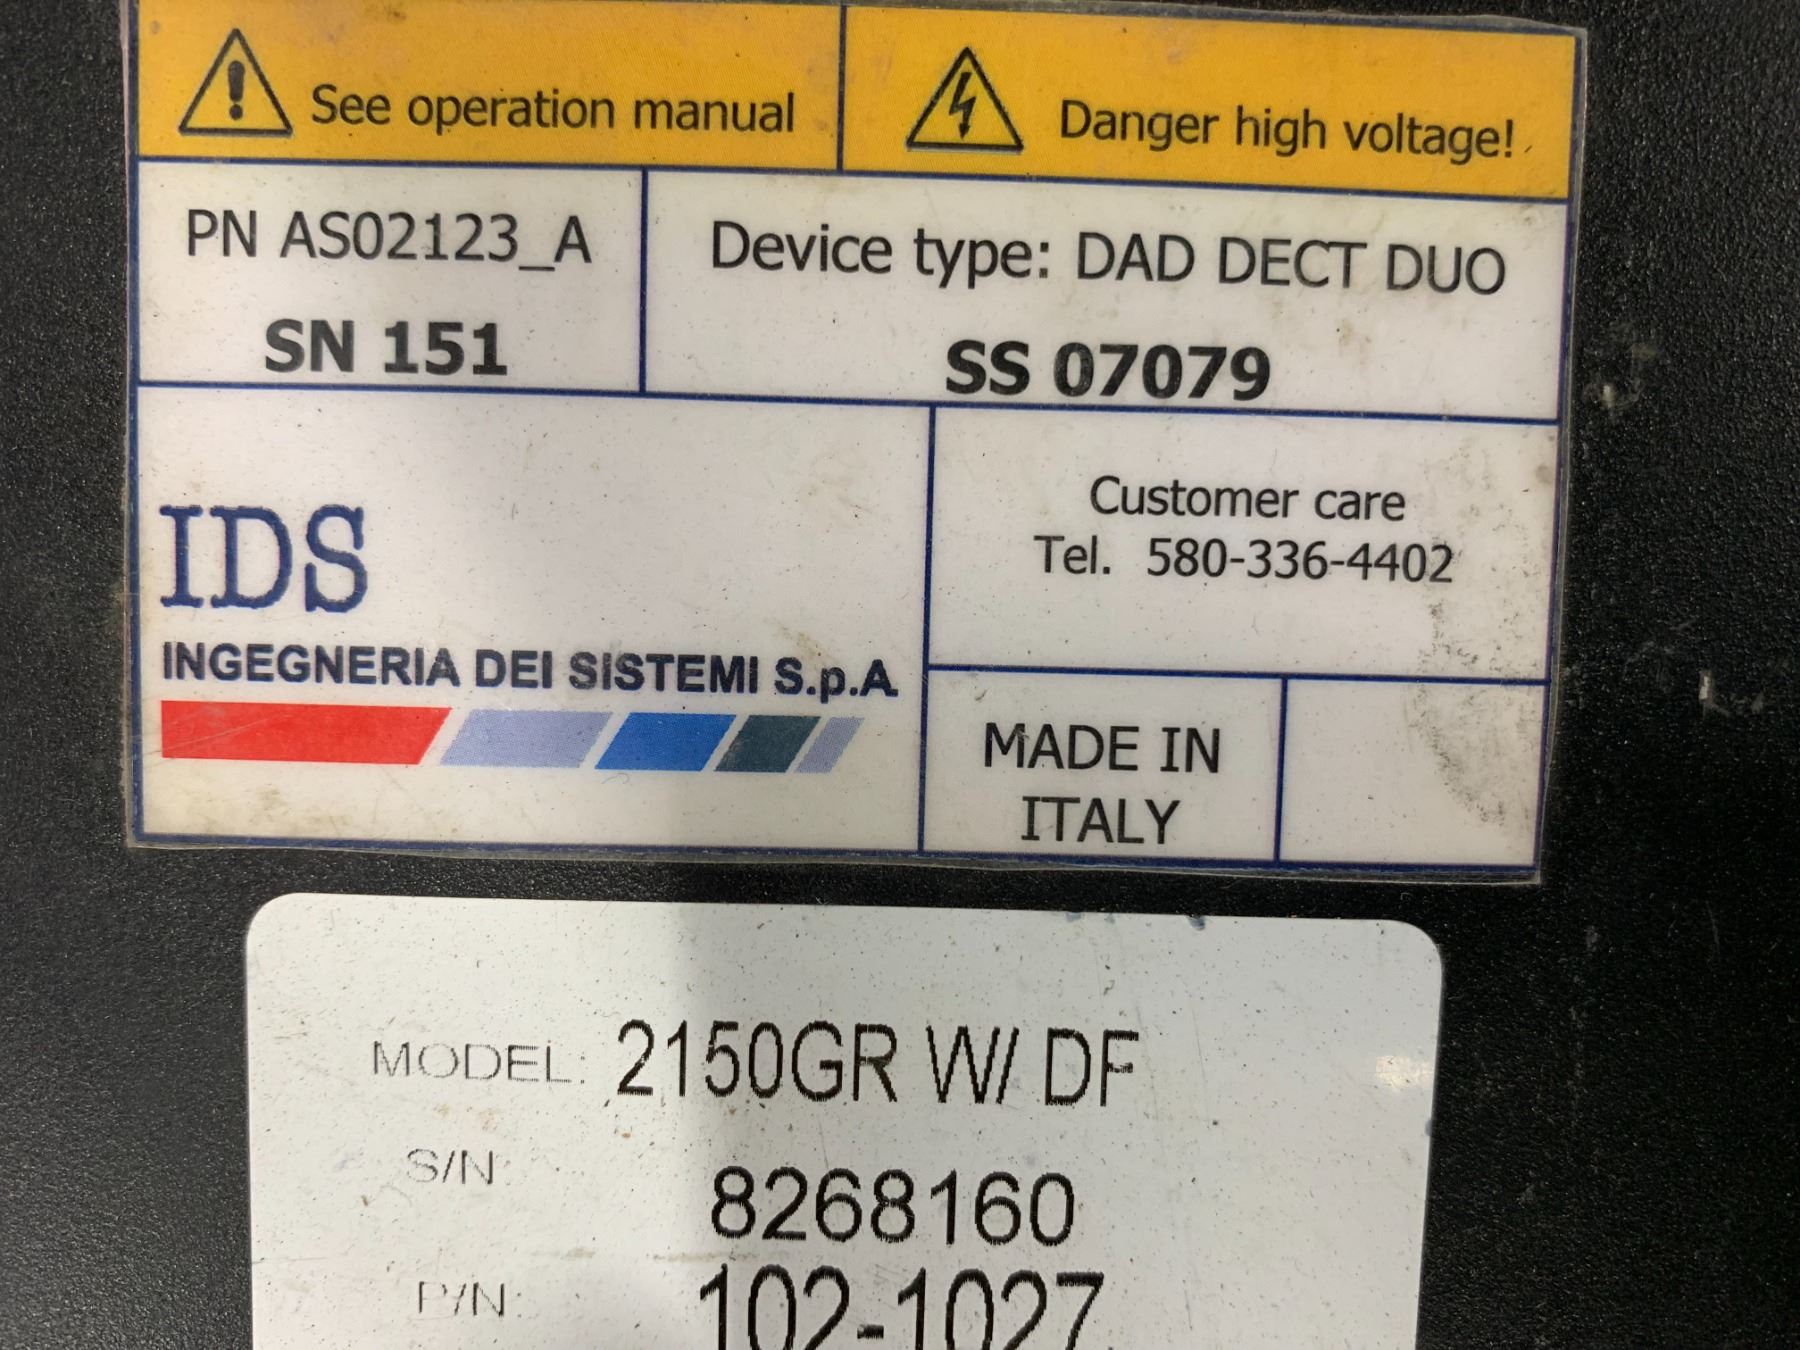 See operation manual
Danger high voltage!
PN AS02123_A
SN 151
Device type: DAD DECT DUO
SS 07079
IDS
INGEGNERIA DEI SISTEMI S.p.A.
Customer care
Tel. 580-336-4402
MADE IN
ITALY
MODEL: 2150GR W/ DF
S/N: 8268160
P/N: 102-1027